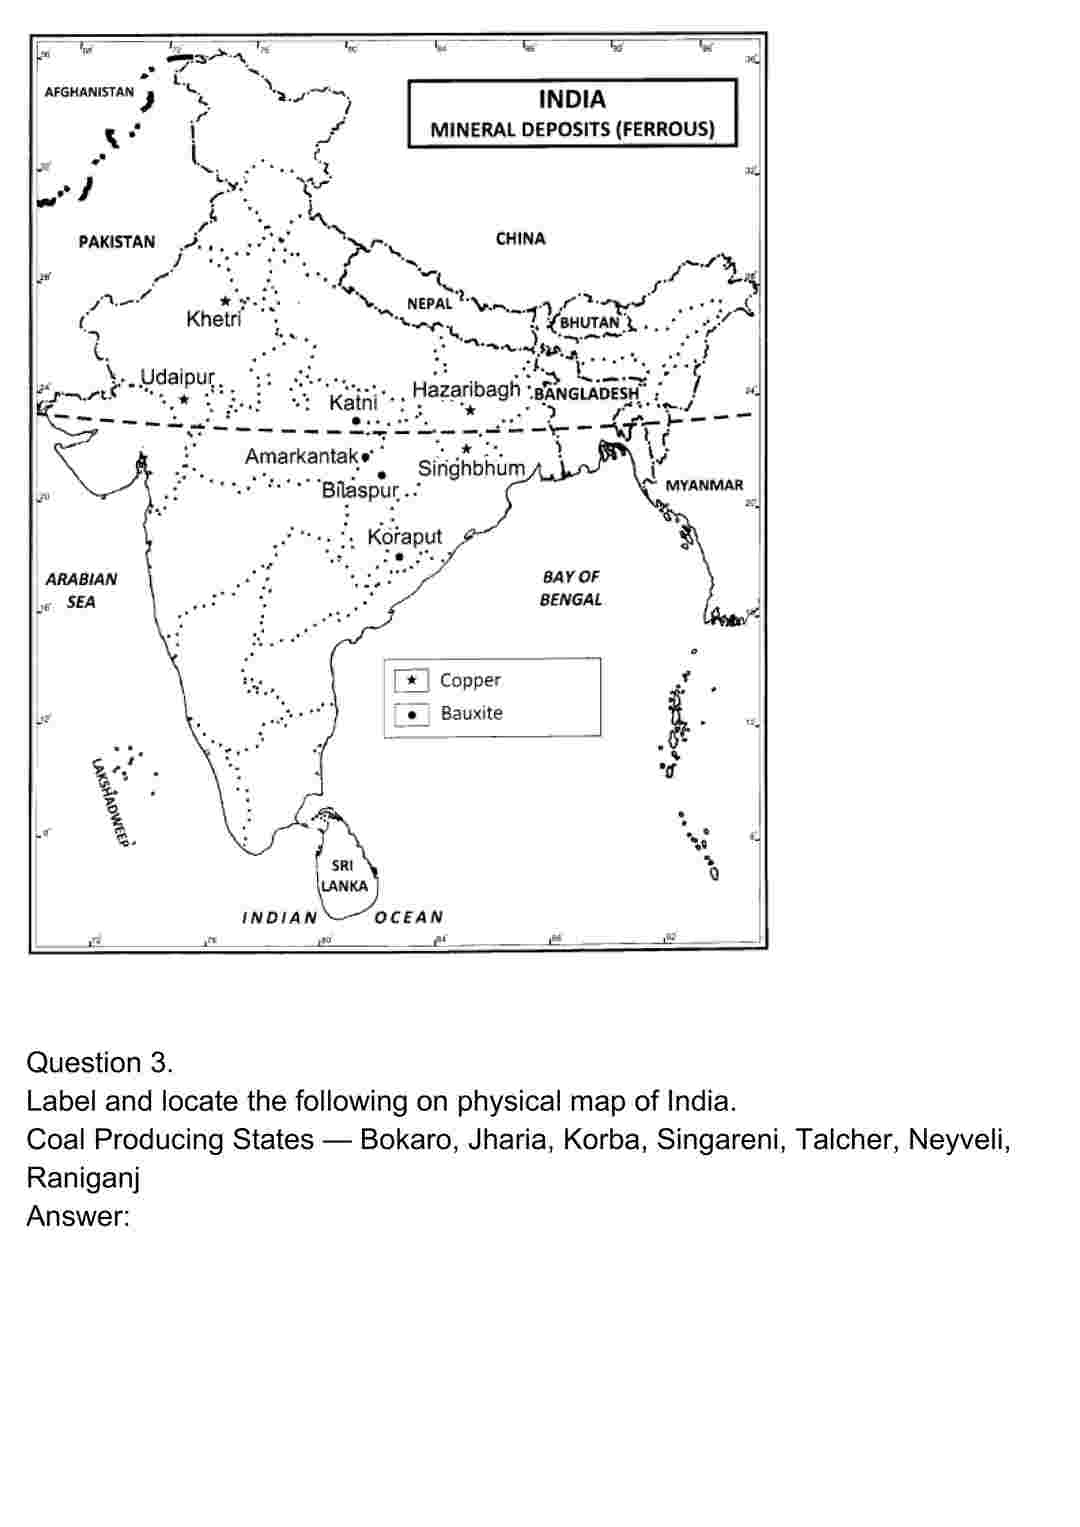 AFGHANISTAN
INDIA
MINERAL DEPOSITS (FERROUS)
PAKISTAN
CHINA
NEPAL
BHUTAN
Khetri
Udaipur
Hazaribagh
BANGLADESH
Katni
Amarkantak
Singhbhum
Bilaspur
MYANMAR
Koraput
ARABIAN
SEA
BAY OF
BENGAL
Copper
Bauxite
LAKSHADWEEP
SRI
LANKA
INDIAN OCEAN
Question 3.
Label and locate the following on physical map of India.
Coal Producing States — Bokaro, Jharia, Korba, Singareni, Talcher, Neyveli,
Raniganj
Answer: